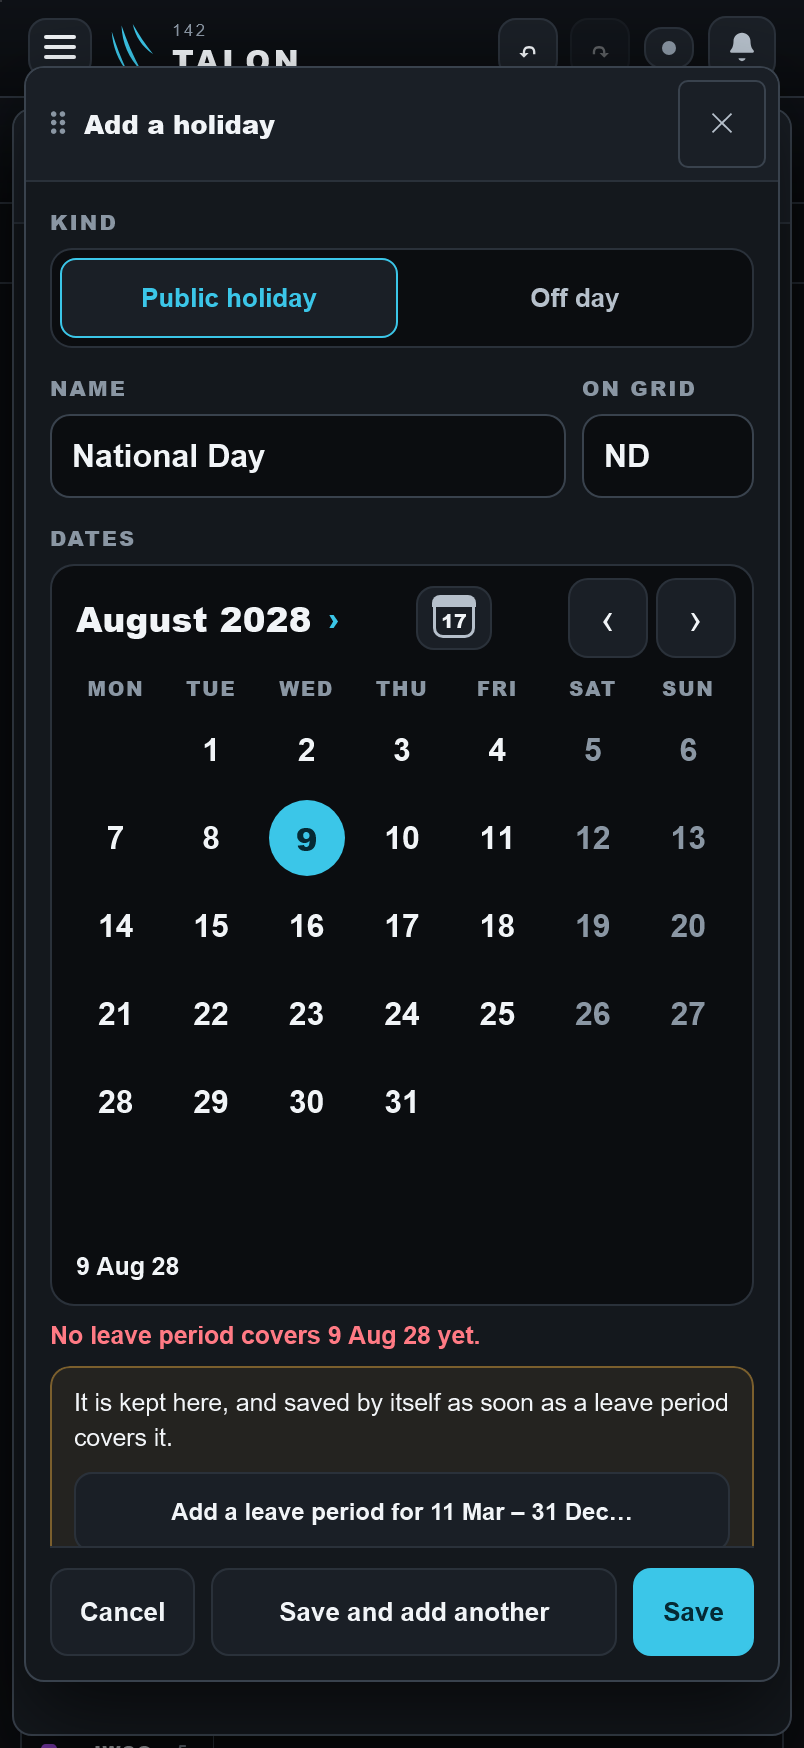 142
TALON
Add a holiday
KIND
Public holiday
Off day
NAME
ON GRID
National Day
ND
DATES
August 2028 ›
17
‹ ›
MON TUE WED THU FRI SAT SUN
1 2 3 4 5 6
7 8 9 10 11 12 13
14 15 16 17 18 19 20
21 22 23 24 25 26 27
28 29 30 31
9 Aug 28
No leave period covers 9 Aug 28 yet.
It is kept here, and saved by itself as soon as a leave period
covers it.
Add a leave period for 11 Mar – 31 Dec…
Cancel
Save and add another
Save